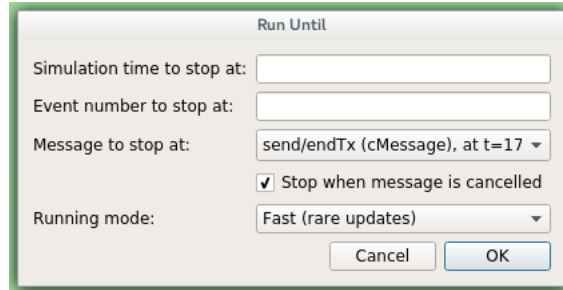 Run Until
Simulation time to stop at:
Event number to stop at:
Message to stop at: send/endTx (cMessage), at t=17
Stop when message is cancelled
Running mode: Fast (rare updates)
Cancel OK